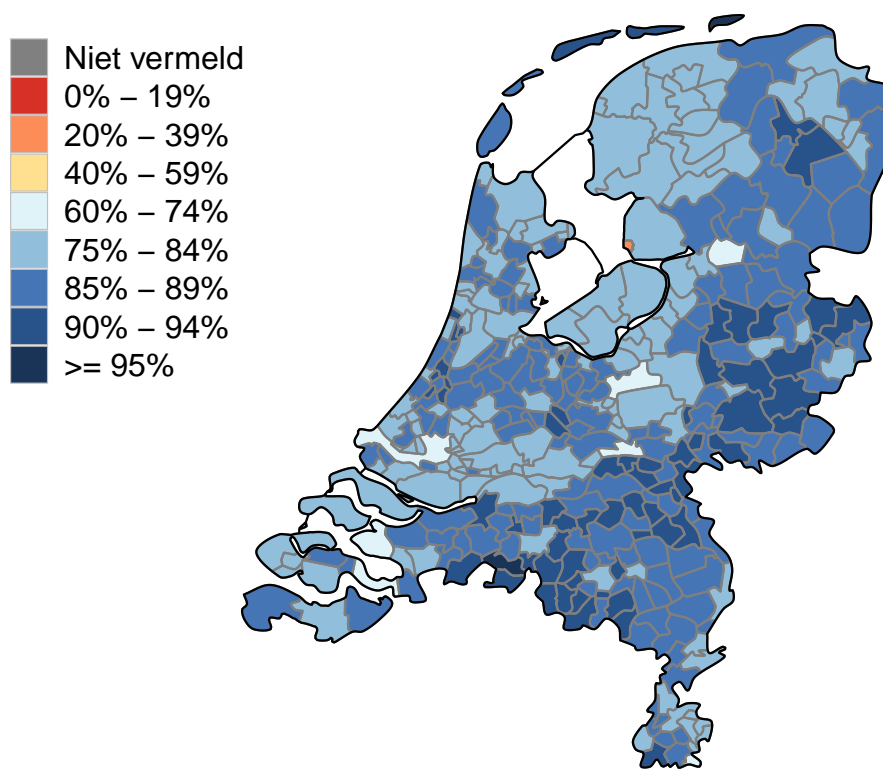 Niet vermeld
0% – 19%
20% – 39%
40% – 59%
60% – 74%
75% – 84%
85% – 89%
90% – 94%
>= 95%